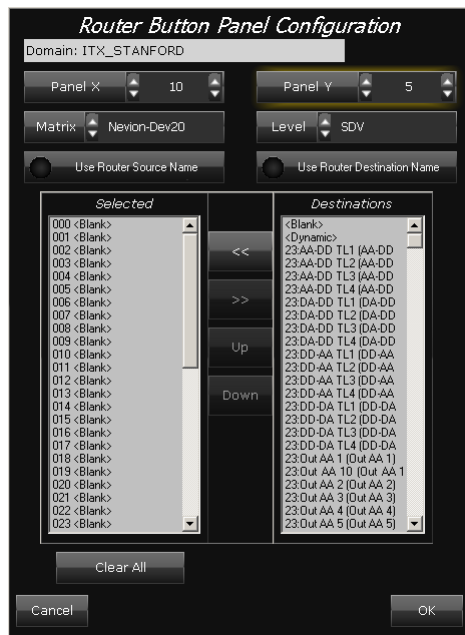 Router Button Panel Configuration
Domain: ITX_STANFORD
Panel X 10 Panel Y 5
Matrix Nevion-Dev20 Level SDV
Use Router Source Name Use Router Destination Name
Selected Destinations
000 <Blank> <Blank>
001 <Blank> <Dynamic>
002 <Blank> 23:AA-DD TL1 (AA-DD
003 <Blank> 23:AA-DD TL2 (AA-DD
004 <Blank> 23:AA-DD TL3 (AA-DD
005 <Blank> 23:AA-DD TL4 (AA-DD
006 <Blank> 23:DA-DD TL1 (DA-DD
007 <Blank> 23:DA-DD TL2 (DA-DD
008 <Blank> 23:DA-DD TL3 (DA-DD
009 <Blank> 23:DA-DD TL4 (DA-DD
010 <Blank> 23:DD-AA TL1 (DD-AA
011 <Blank> 23:DD-AA TL2 (DD-AA
012 <Blank> 23:DD-AA TL3 (DD-AA
013 <Blank> 23:DD-AA TL4 (DD-AA
014 <Blank> 23:DD-DA TL1 (DD-DA
015 <Blank> 23:DD-DA TL2 (DD-DA
016 <Blank> 23:DD-DA TL3 (DD-DA
017 <Blank> 23:DD-DA TL4 (DD-DA
018 <Blank> 23:Out AA 1 (Out AA 1)
019 <Blank> 23:Out AA 10 (Out AA 1
020 <Blank> 23:Out AA 2 (Out AA 2)
021 <Blank> 23:Out AA 3 (Out AA 3)
022 <Blank> 23:Out AA 4 (Out AA 4)
023 <Blank> 23:Out AA 5 (Out AA 5)
<<
>>
Up
Down
Clear All
Cancel OK